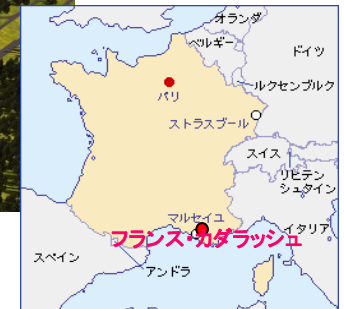 オランダ
ベルギー
ドイツ
ルクセンブルク
パリ
ストラスブール
スイス
リヒテン
シュタイン
マルセイユ
イタリア
フランス・カダラッシュ
スペイン
アンドラ